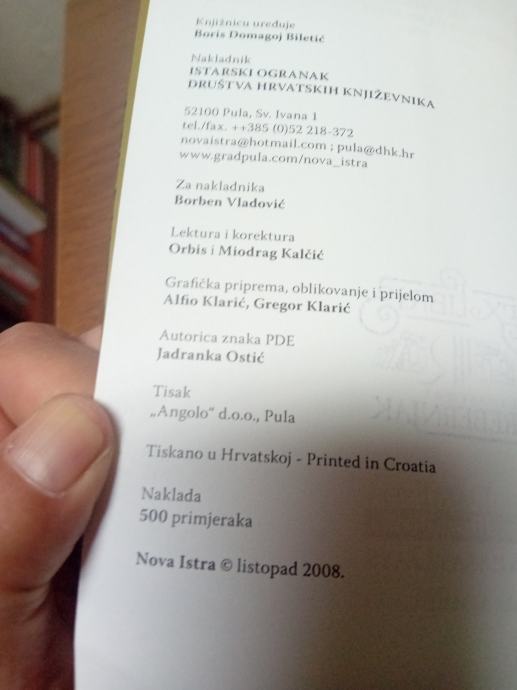 Knjižnicu uređuje
Boris Domagoj Biletić
Nakladnik
ISTARSKI OGRANAK
DRUŠTVA HRVATSKIH KNJIŽEVNIKA
52100 Pula, Sv. Ivana 1
tel./fax. ++385 (0)52 218-372
novaistra@hotmail.com ; pula@dhk.hr
www.gradpula.com/nova_istra
Za nakladnika
Borben Vladović
Lektura i korektura
Orbis i Miodrag Kalčić
Grafička priprema, oblikovanje i prijelom
Alfio Klarić, Gregor Klarić
Autorica znaka PDE
Jadranka Ostić
Tisak
„Angolo” d.o.o., Pula
Tiskano u Hrvatskoj - Printed in Croatia
Naklada
500 primjeraka
Nova Istra © listopad 2008.